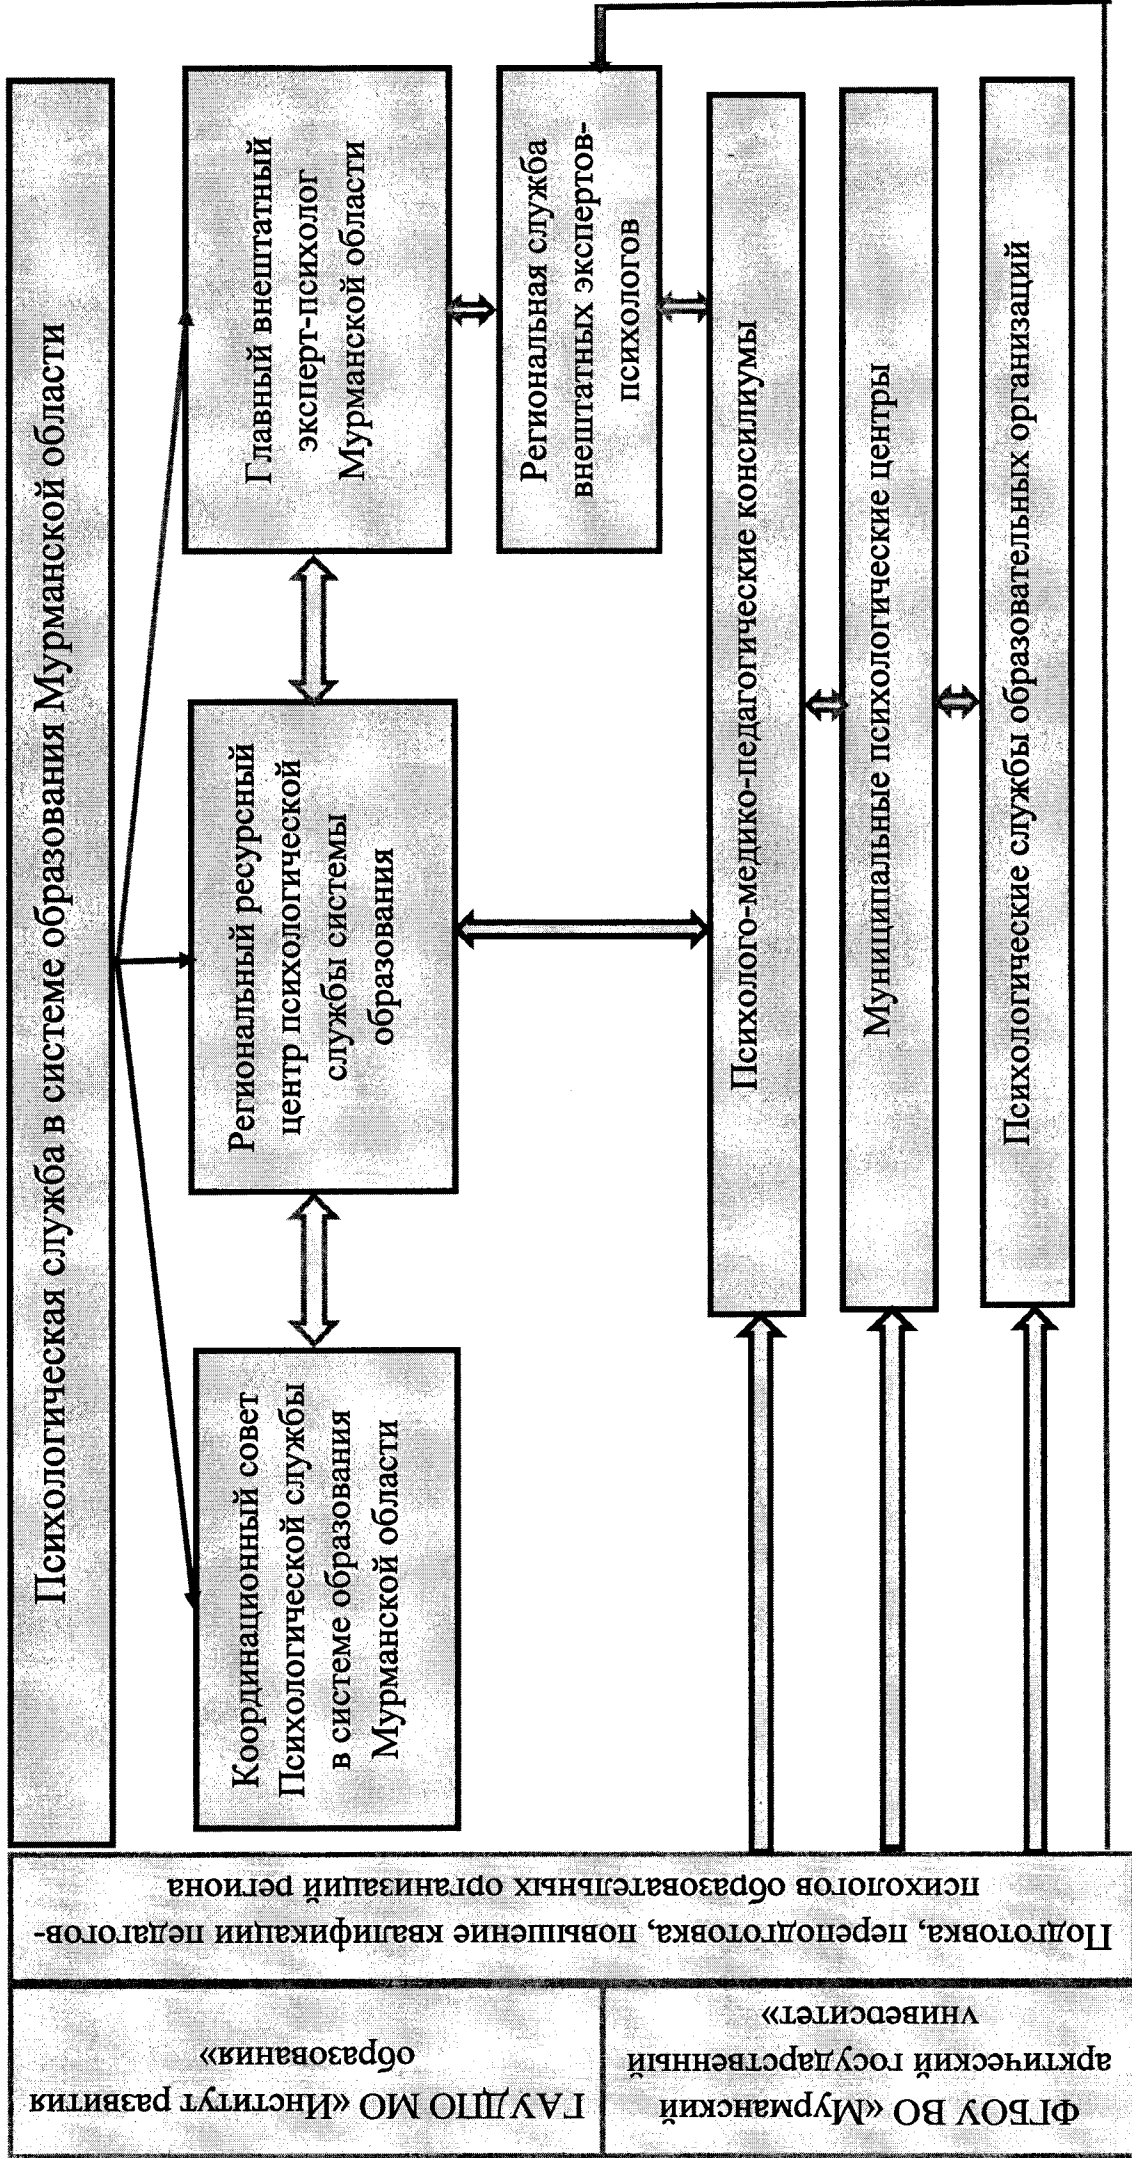 Психологическая служба в системе образования Мурманской области
Координационный совет
Психологической службы
в системе образования
Мурманской области
Региональный ресурсный
центр психологической
службы системы
образования
Главный внештатный
эксперт-психолог
Мурманской области
Региональная служба
внештатных экспертов-
психологов
Психолого-медико-педагогические консилиумы
Муниципальные психологические центры
Психологические службы образовательных организаций
Подготовка, переподготовка, повышение квалификации педагогов-
психологов образовательных организаций региона
ГАУДПО МО «Институт развития
образования»
ФГБОУ ВО «Мурманский
арктический государственный
университет»